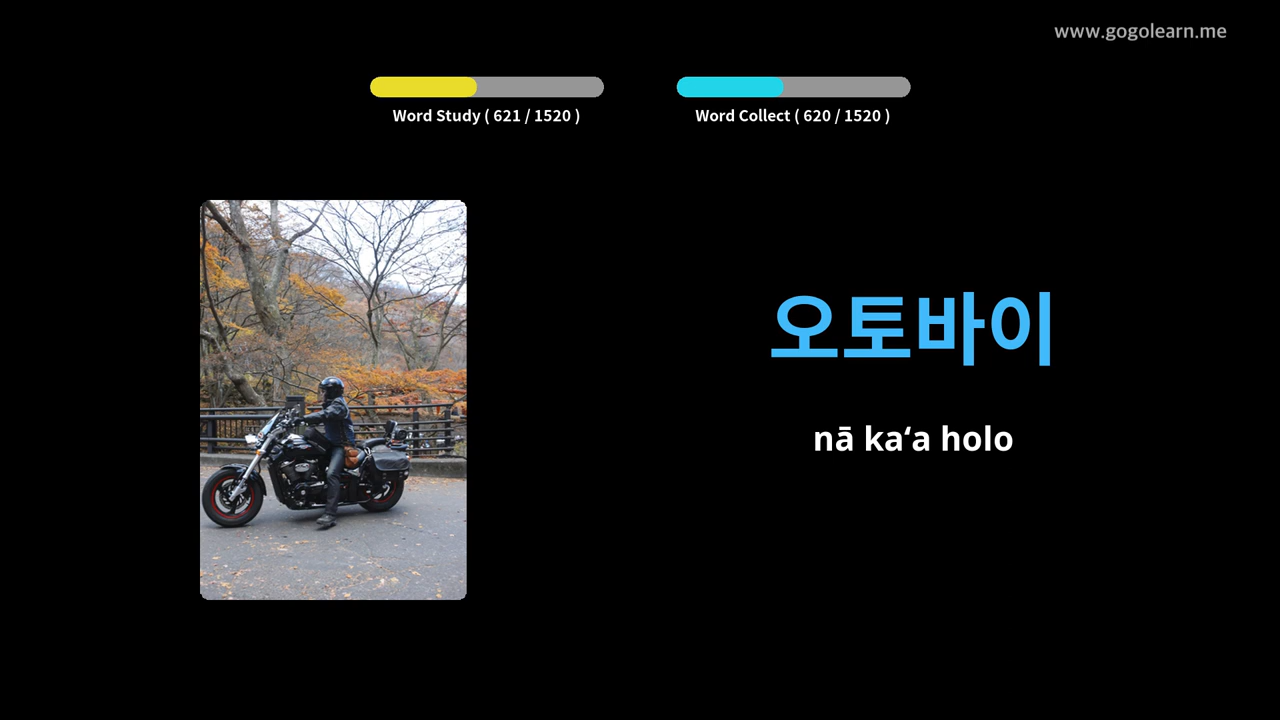 www.gogolearn.me
Word Study ( 621 / 1520 )
Word Collect ( 620 / 1520 )
오토바이
nā kaʻa holo